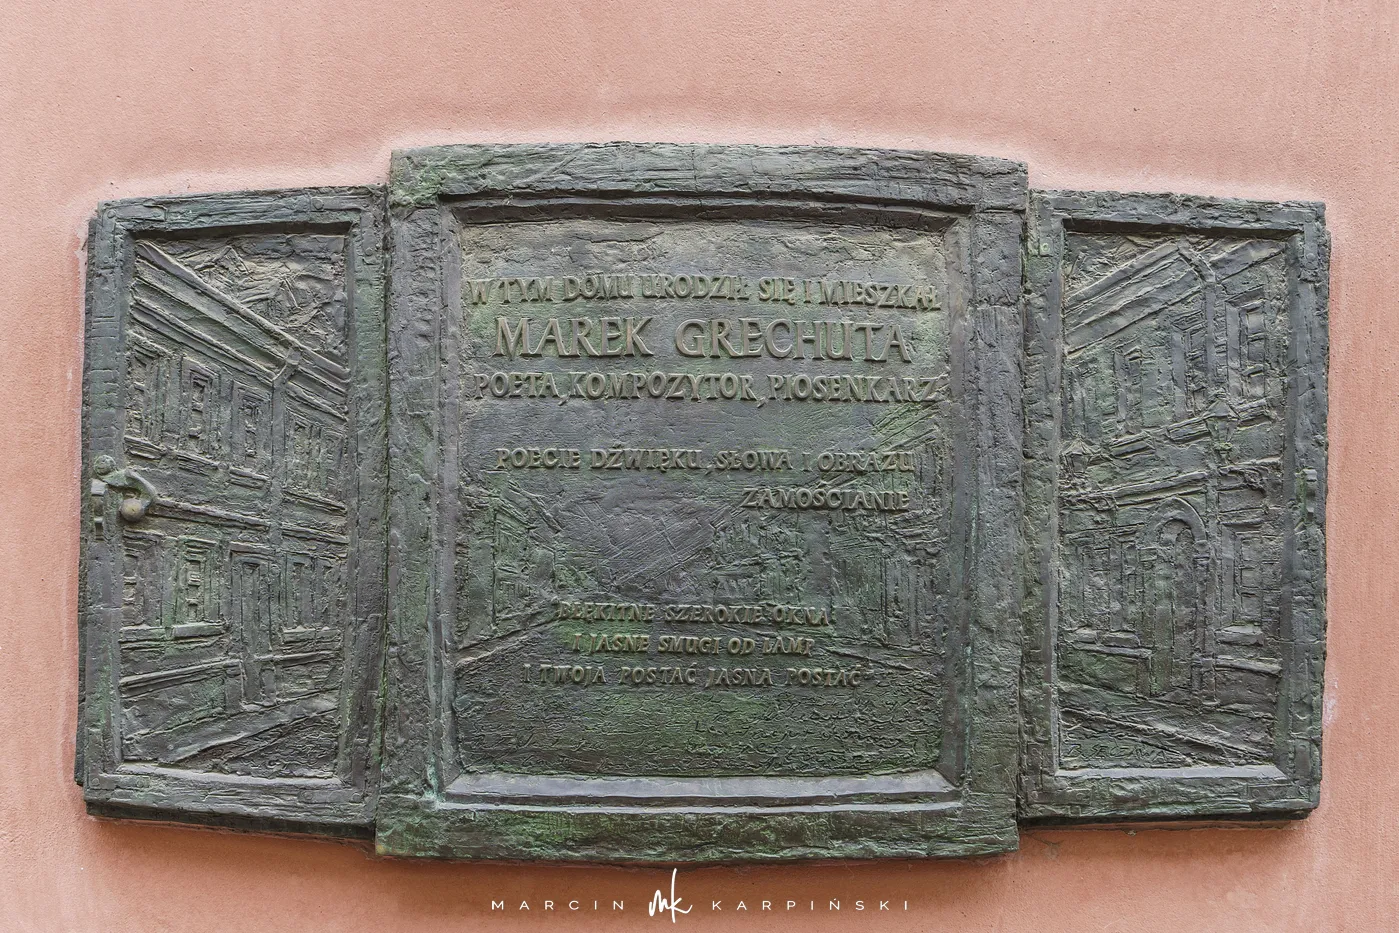 W TYM DOMU URODZIŁ SIĘ I MIESZKAŁ
MAREK GRECHUTA
POETA, KOMPOZYTOR, PIOSENKARZ
POECIE DŹWIĘKU, SŁOWA I OBRAZU
ZAMOŚCIANIE
BŁĘKITNE SZEROKIE OKNA
I JASNE SMUGI OD LAMP
I TWOJA POSTAĆ JASNA POSTAĆ
MARCIN mk KARPIŃSKI